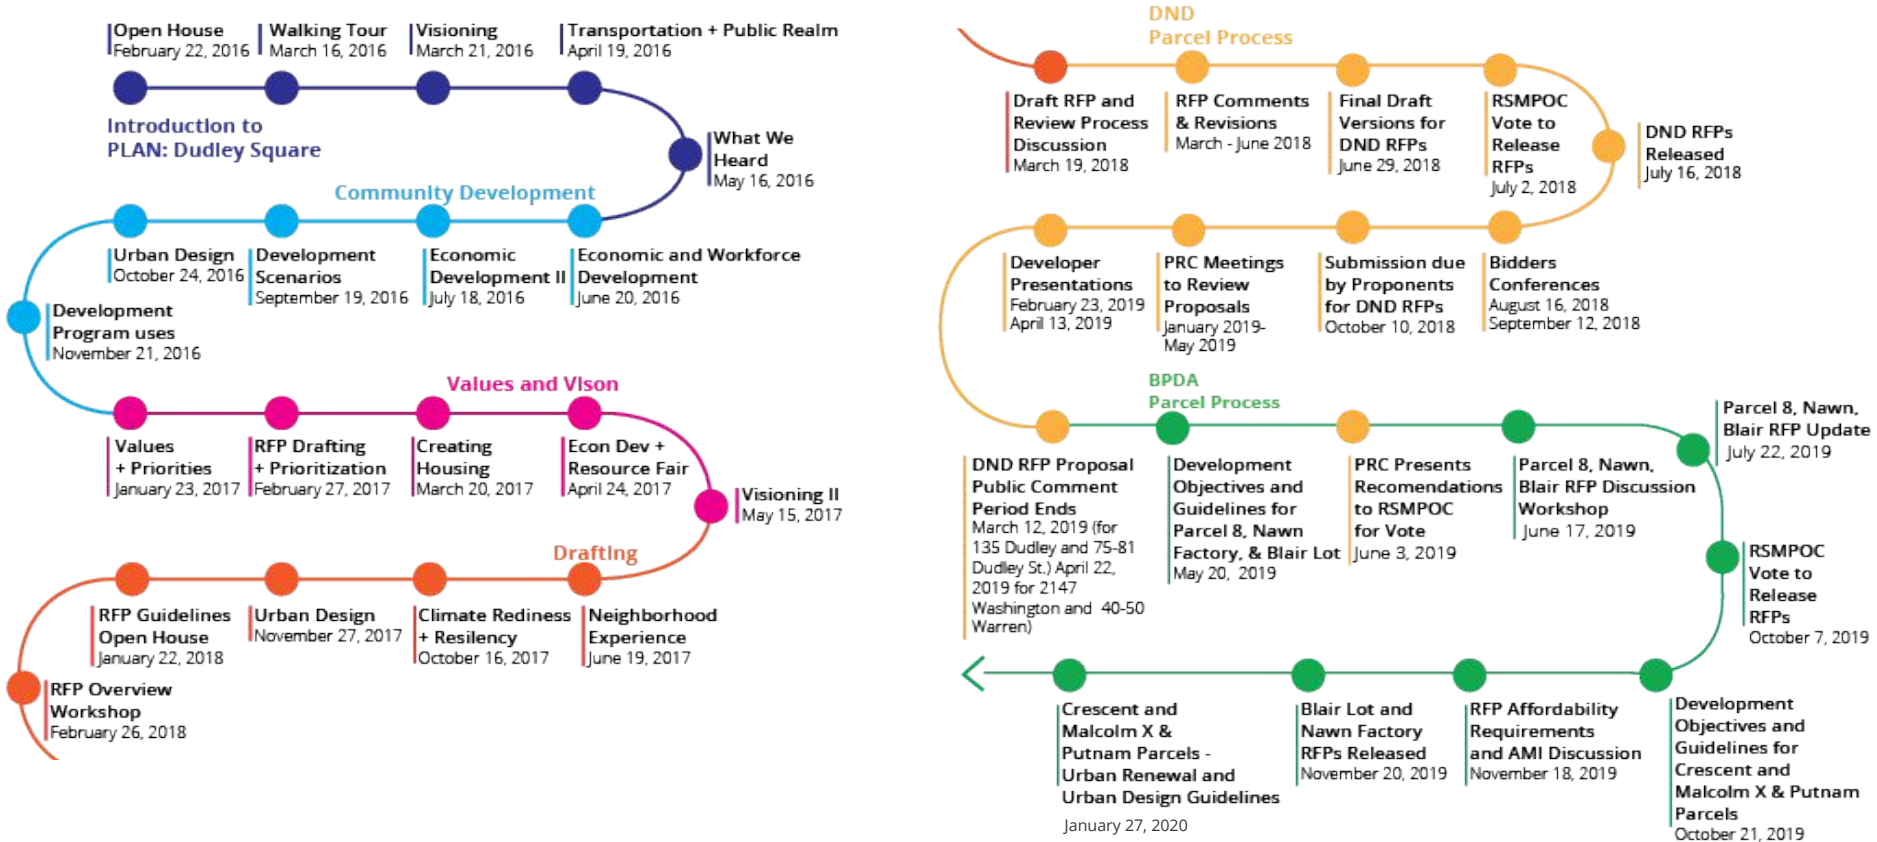 Open House
February 22, 2016
Walking Tour
March 16, 2016
Visioning
March 21, 2016
Transportation + Public Realm
April 19, 2016
Introduction to
PLAN: Dudley Square
What We
Heard
May 16, 2016
Community Development
Urban Design
October 24, 2016
Development
Scenarios
September 19, 2016
Economic
Development II
July 18, 2016
Economic and Workforce
Development
June 20, 2016
Development
Program uses
November 21, 2016
Values and Vison
Values
+ Priorities
January 23, 2017
RFP Drafting
+ Prioritization
February 27, 2017
Creating
Housing
March 20, 2017
Econ Dev +
Resource Fair
April 24, 2017
Visioning II
May 15, 2017
Drafting
RFP Guidelines
Open House
January 22, 2018
Urban Design
November 27, 2017
Climate Rediness
+ Resilency
October 16, 2017
Neighborhood
Experience
June 19, 2017
RFP Overview
Workshop
February 26, 2018
DND
Parcel Process
Draft RFP and
Review Process
Discussion
March 19, 2018
RFP Comments
& Revisions
March - June 2018
Final Draft
Versions for
DND RFPs
June 29, 2018
RSMPOC
Vote to
Release
RFPs
July 2, 2018
DND RFPs
Released
July 16, 2018
Developer
Presentations
February 23, 2019
April 13, 2019
PRC Meetings
to Review
Proposals
January 2019-
May 2019
Submission due
by Proponents
for DND RFPs
October 10, 2018
Bidders
Conferences
August 16, 2018
September 12, 2018
BPDA
Parcel Process
DND RFP Proposal
Public Comment
Period Ends
March 12, 2019 (for
135 Dudley and 75-81
Dudley St.) April 22,
2019 for 2147
Washington and 40-50
Warren)
Development
Objectives and
Guidelines for
Parcel 8, Nawn
Factory, & Blair Lot
May 20, 2019
PRC Presents
Recomendations
to RSMPOC
for Vote
June 3, 2019
Parcel 8, Nawn,
Blair RFP Discussion
Workshop
June 17, 2019
Parcel 8, Nawn,
Blair RFP Update
July 22, 2019
RSMPOC
Vote to
Release
RFPs
October 7, 2019
Crescent and
Malcolm X &
Putnam Parcels -
Urban Renewal and
Urban Design Guidelines
January 27, 2020
Blair Lot and
Nawn Factory
RFPs Released
November 20, 2019
RFP Affordability
Requirements
and AMI Discussion
November 18, 2019
Development
Objectives and
Guidelines for
Crescent and
Malcolm X & Putnam
Parcels
October 21, 2019